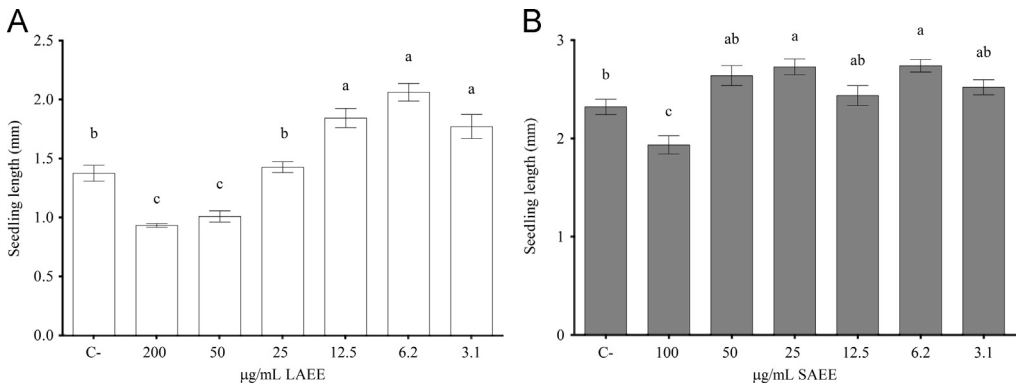 A
2.5
2.0
1.5
1.0
0.5
0.0
Seedling length (mm)
b
c
c
b
a
a
a
C- 200 50 25 12.5 6.2 3.1
μg/mL LAEE
B
3
2
1
0
Seedling length (mm)
b
c
ab
a
ab
a
ab
C- 100 50 25 12.5 6.2 3.1
μg/mL SAEE